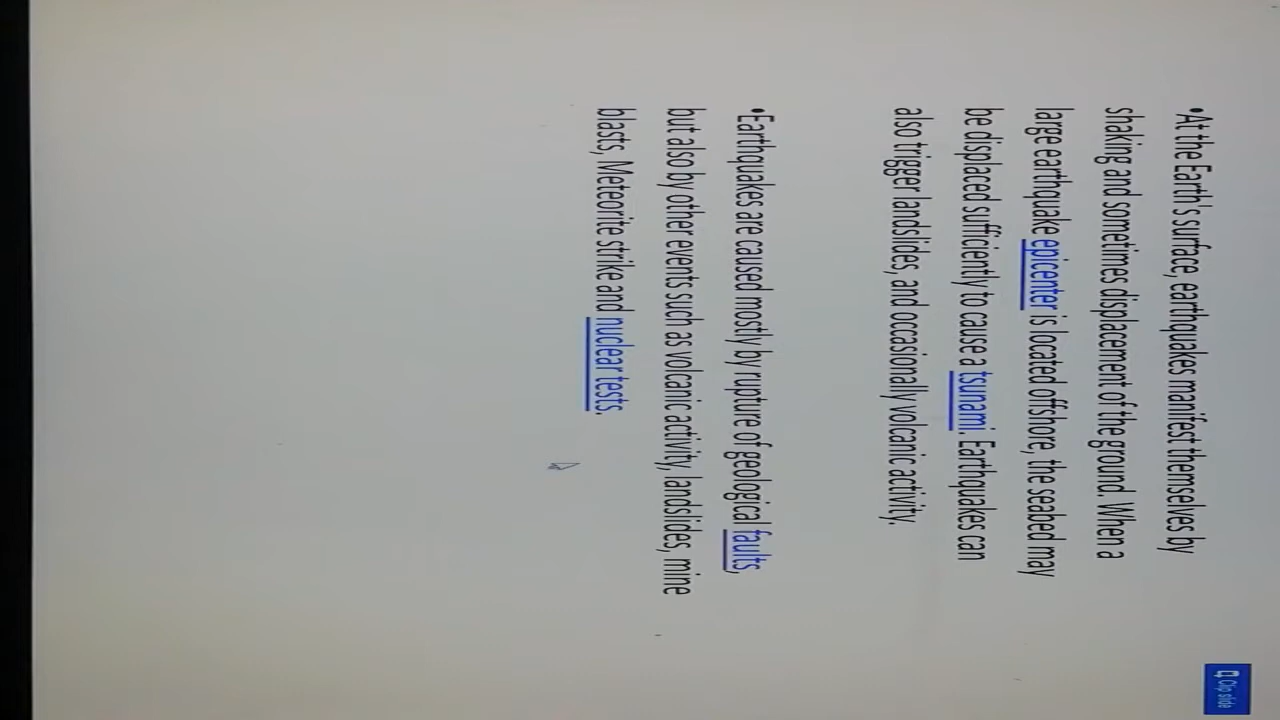 •At the Earth's surface, earthquakes manifest themselves by
shaking and sometimes displacement of the ground. When a
large earthquake epicenter is located offshore, the seabed may
be displaced sufficiently to cause a tsunami. Earthquakes can
also trigger landslides, and occasionally volcanic activity.
•Earthquakes are caused mostly by rupture of geological faults,
but also by other events such as volcanic activity, landslides, mine
blasts, Meteorite strike and nuclear tests.
Clip slide